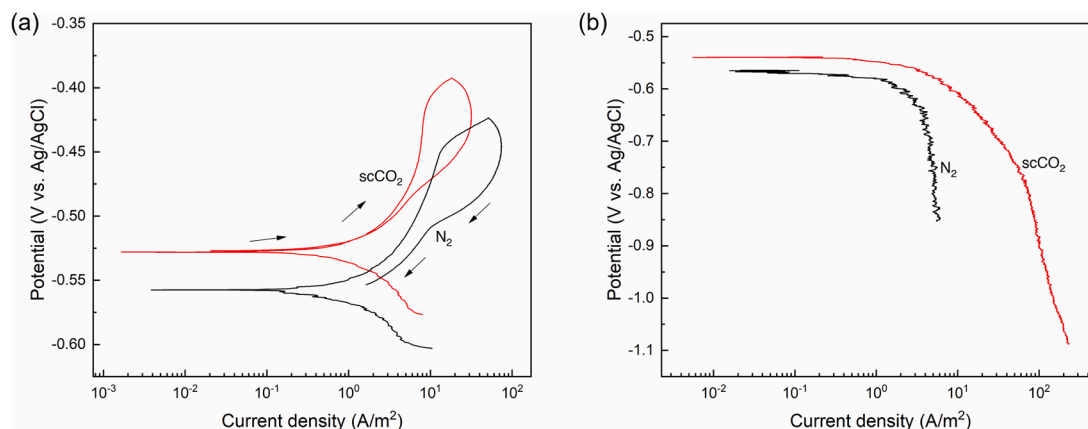 (a)
-0.35
-0.40
-0.45
-0.50
-0.55
-0.60
Potential (V vs. Ag/AgCl)
scCO₂
N₂
10⁻³
10⁻²
10⁻¹
10⁰
10¹
10²
Current density (A/m²)
(b)
-0.5
-0.6
-0.7
-0.8
-0.9
-1.0
-1.1
Potential (V vs. Ag/AgCl)
scCO₂
N₂
10⁻²
10⁻¹
10⁰
10¹
10²
Current density (A/m²)